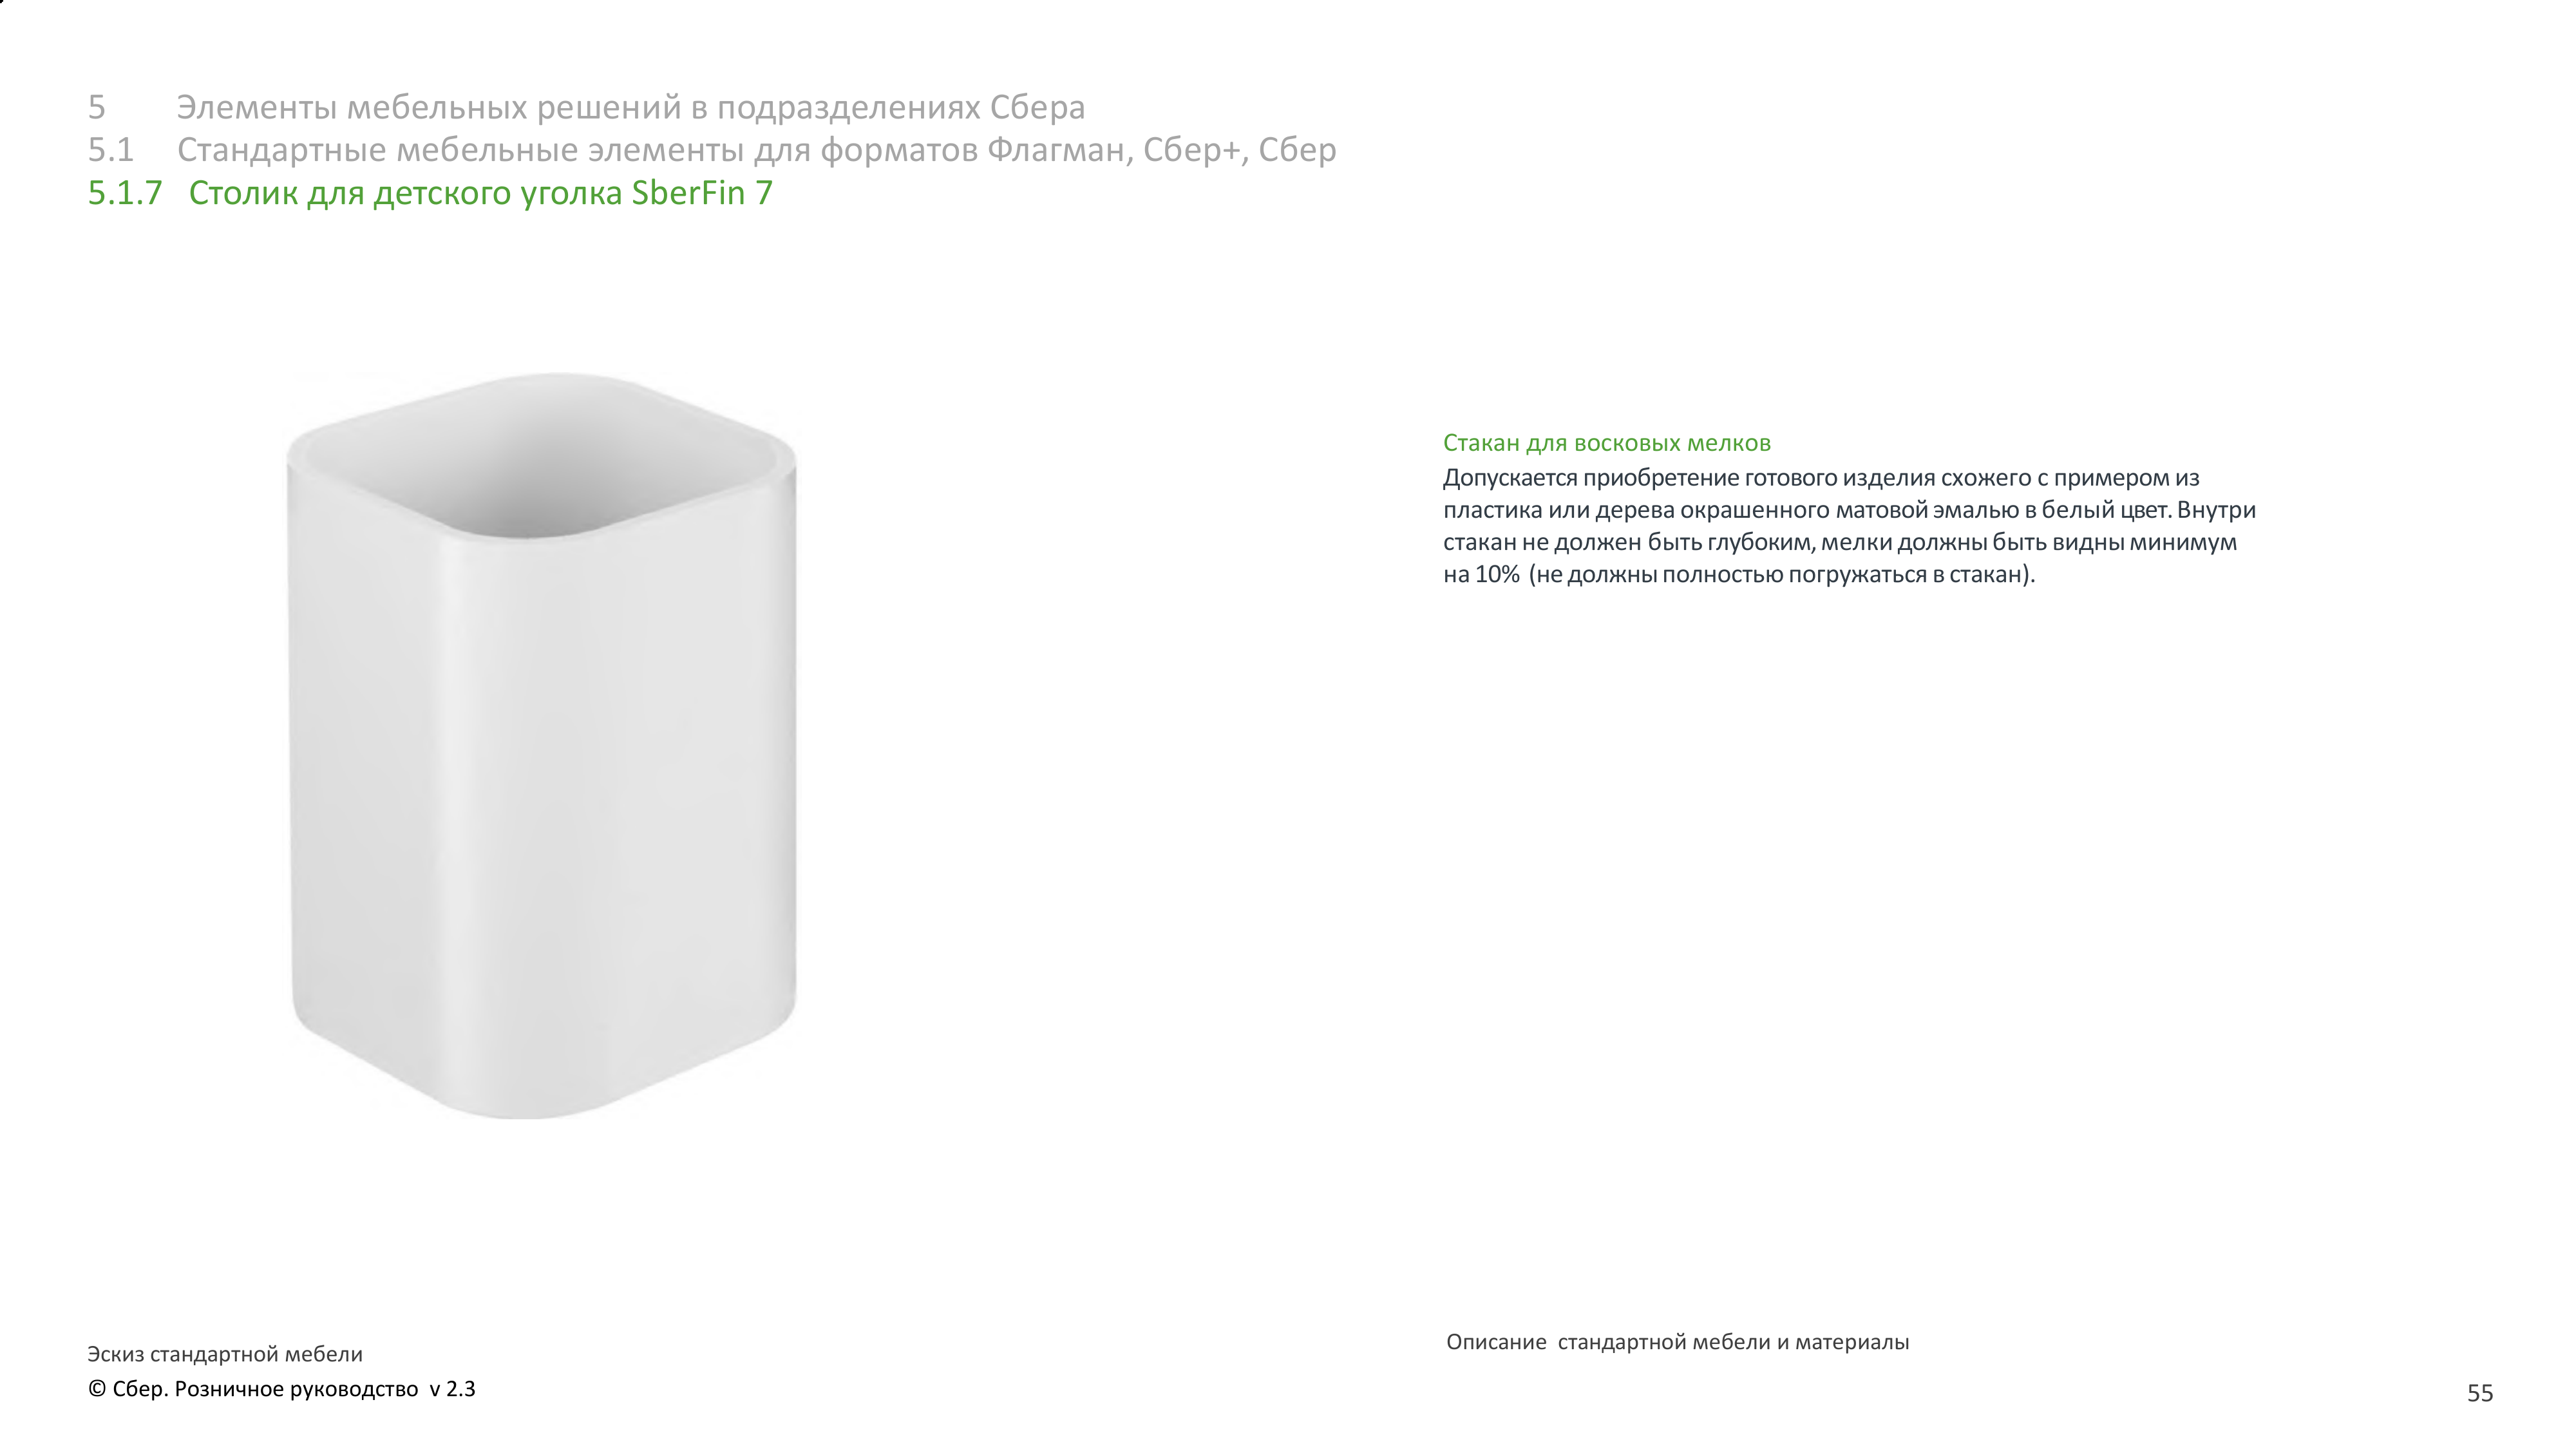 5 Элементы мебельных решений в подразделениях Сбера
5.1 Стандартные мебельные элементы для форматов Флагман, Сбер+, Сбер
5.1.7 Столик для детского уголка SberFin 7
Стакан для восковых мелков
Допускается приобретение готового изделия схожего с примером из
пластика или дерева окрашенного матовой эмалью в белый цвет. Внутри
стакан не должен быть глубоким, мелки должны быть видны минимум
на 10% (не должны полностью погружаться в стакан).
Эскиз стандартной мебели
Описание стандартной мебели и материалы
© Сбер. Розничное руководство v 2.3
55